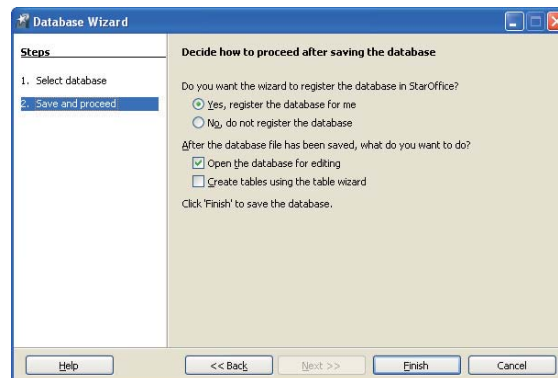 Database Wizard
Steps
1. Select database
2. Save and proceed
Decide how to proceed after saving the database
Do you want the wizard to register the database in StarOffice?
Yes, register the database for me
No, do not register the database
After the database file has been saved, what do you want to do?
Open the database for editing
Create tables using the table wizard
Click 'Finish' to save the database.
Help
<< Back
Next >>
Finish
Cancel